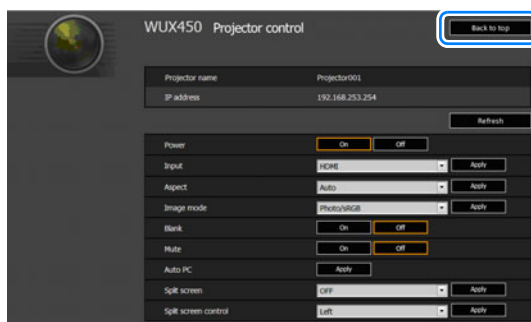 WUX450 Projector control
Back to top
Projector name Projector001
IP address 192.168.253.254
Refresh
Power On Off
Input HDMI Apply
Aspect Auto Apply
Image mode Photo/sRGB Apply
Blank On Off
Mute On Off
Auto PC Apply
Split screen OFF Apply
Split screen control Left Apply